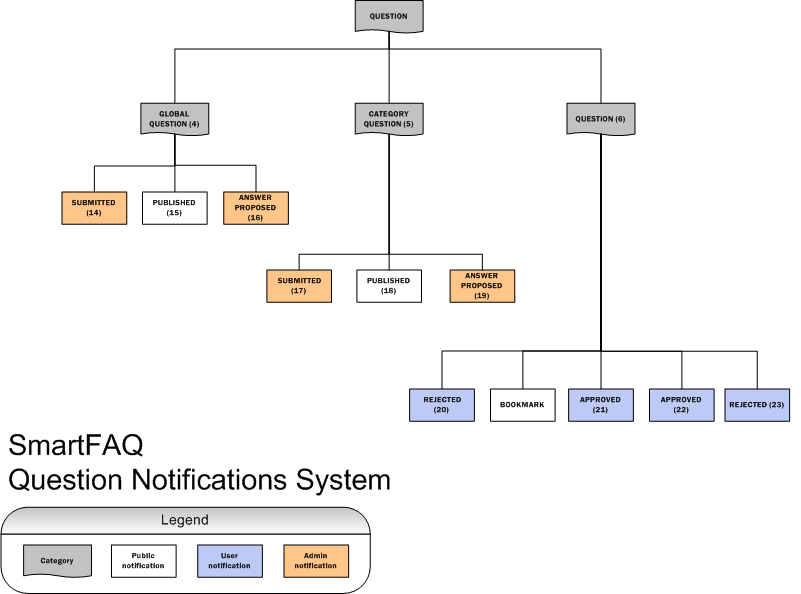 QUESTION
GLOBAL
QUESTION (4)
CATEGORY
QUESTION (5)
QUESTION (6)
SUBMITTED
(14)
PUBLISHED
(15)
ANSWER
PROPOSED
(16)
SUBMITTED
(17)
PUBLISHED
(18)
ANSWER
PROPOSED
(19)
REJECTED
(20)
BOOKMARK
APPROVED
(21)
APPROVED
(22)
REJECTED (23)
SmartFAQ
Question Notifications System
Legend
Category
Public
notification
User
notification
Admin
notification